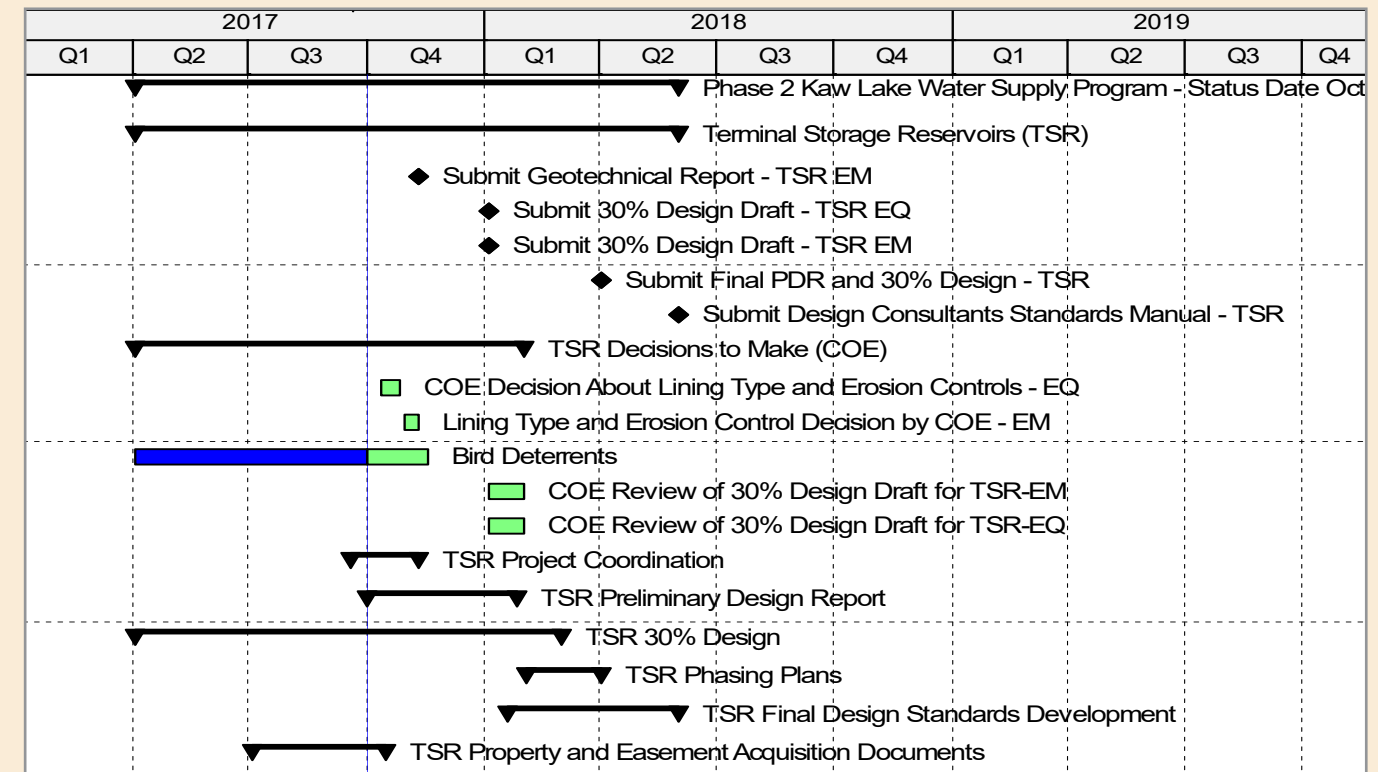 2017 2018 2019
Q1 Q2 Q3 Q4 Q1 Q2 Q3 Q4 Q1 Q2 Q3 Q4
Phase 2 Kaw Lake Water Supply Program - Status Date Oct
Terminal Storage Reservoirs (TSR)
Submit Geotechnical Report - TSR EM
Submit 30% Design Draft - TSR EQ
Submit 30% Design Draft - TSR EM
Submit Final PDR and 30% Design - TSR
Submit Design Consultants Standards Manual - TSR
TSR Decisions to Make (COE)
COE Decision About Lining Type and Erosion Controls - EQ
Lining Type and Erosion Control Decision by COE - EM
Bird Deterrents
COE Review of 30% Design Draft for TSR-EM
COE Review of 30% Design Draft for TSR-EQ
TSR Project Coordination
TSR Preliminary Design Report
TSR 30% Design
TSR Phasing Plans
TSR Final Design Standards Development
TSR Property and Easement Acquisition Documents